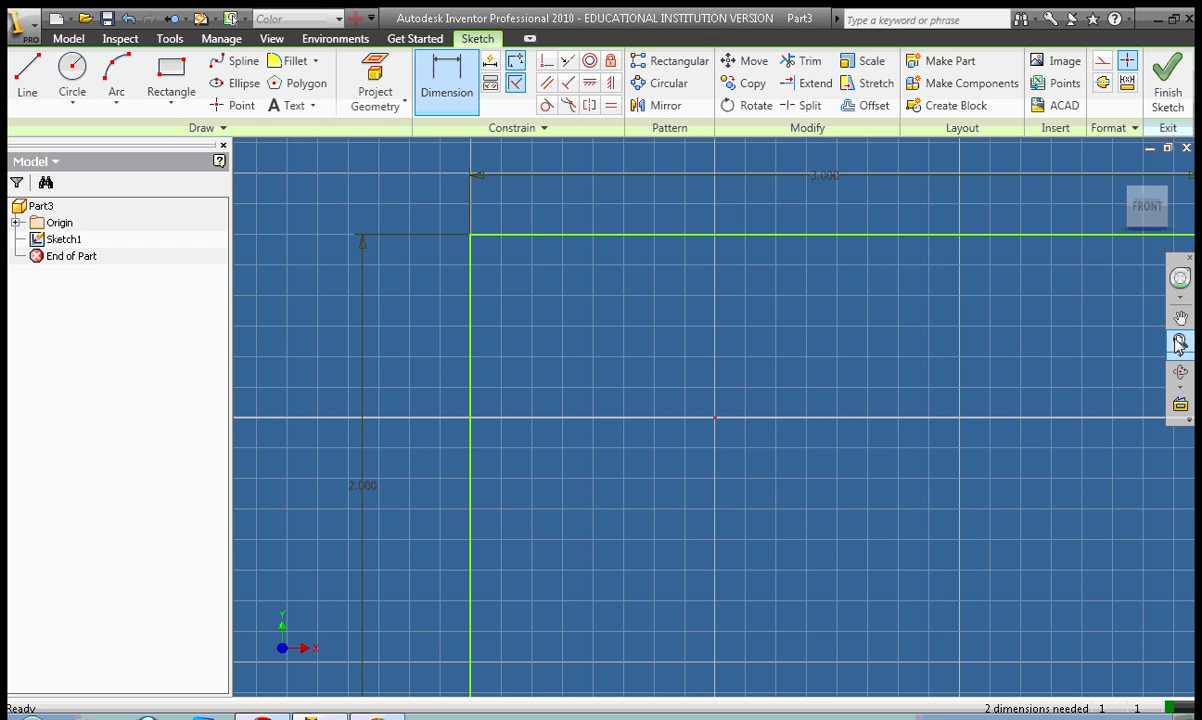 Color
Autodesk Inventor Professional 2010 - EDUCATIONAL INSTITUTION VERSION Part3
Type a keyword or phrase
PRO
Model Inspect Tools Manage View Environments Get Started Sketch
Line Circle Arc Rectangle
Spline Fillet
Ellipse Polygon
Point Text
Project Geometry
Dimension
Rectangular
Circular
Mirror
Move Trim Scale
Copy Extend Stretch
Rotate Split Offset
Make Part
Make Components
Create Block
Image
Points
ACAD
Finish Sketch
Draw Constrain Pattern Modify Layout Insert Format Exit
Model
Part3
Origin
Sketch1
End of Part
3.000
FRONT
2.000
Y
X
Ready
2 dimensions needed 1 1